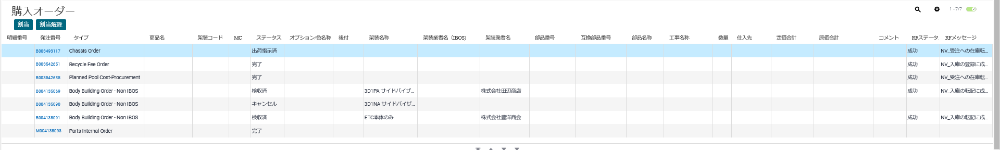 購入オーダー
1 - 7/7
割当 割当解除
明細番号 発注番号 タイプ 商品名 架装コード MC ステータス オプション/色名称 後付 架装名称 架装業者名（IBOS) 架装業者名 部品番号 互換部品番号 部品名称 工事名称 数量 仕入先 定価合計 原価合計 コメント RFステータ RFメッセージ
B003493117 Chassis Order 出荷指示済 成功 NV_受注への在庫転...
B003542651 Recycle Fee Order 完了 成功 NV_入庫の登録に成...
B003542635 Planned Pool Cost-Procurement 完了 成功 NV_受注への在庫転...
B004135069 Body Building Order - Non IBOS 検収済 3D1PA サイドバイザ... 株式会社田辺商店 成功 NV_入庫の転記に成...
B004135090 Body Building Order - Non IBOS キャンセル 3D1NA サイドバイザ...
B004135091 Body Building Order - Non IBOS 検収済 ETC本体のみ 株式会社豊洋商会 成功 NV_入庫の転記に成...
M004135093 Parts Internal Order 完了